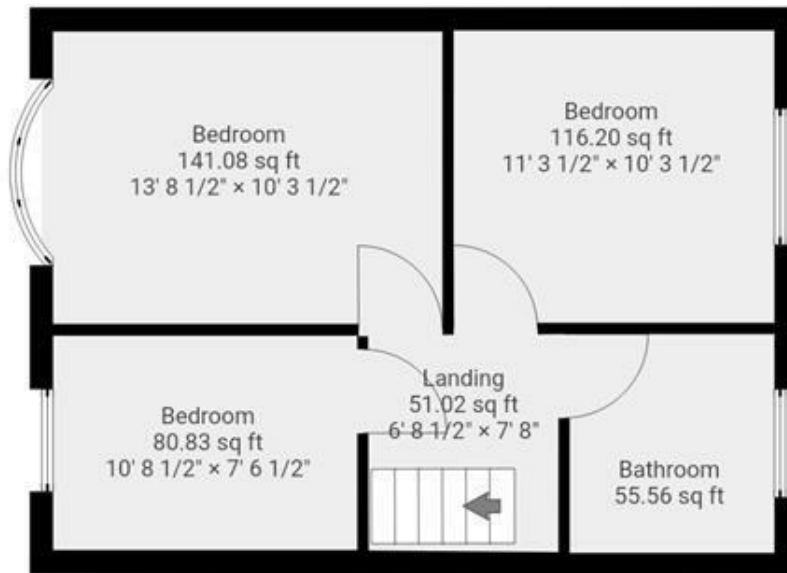 Bedroom
141.08 sq ft
13' 8 1/2" × 10' 3 1/2"
Bedroom
116.20 sq ft
11' 3 1/2" × 10' 3 1/2"
Landing
51.02 sq ft
6' 8 1/2" × 7' 8"
Bedroom
80.83 sq ft
10' 8 1/2" × 7' 6 1/2"
Bathroom
55.56 sq ft